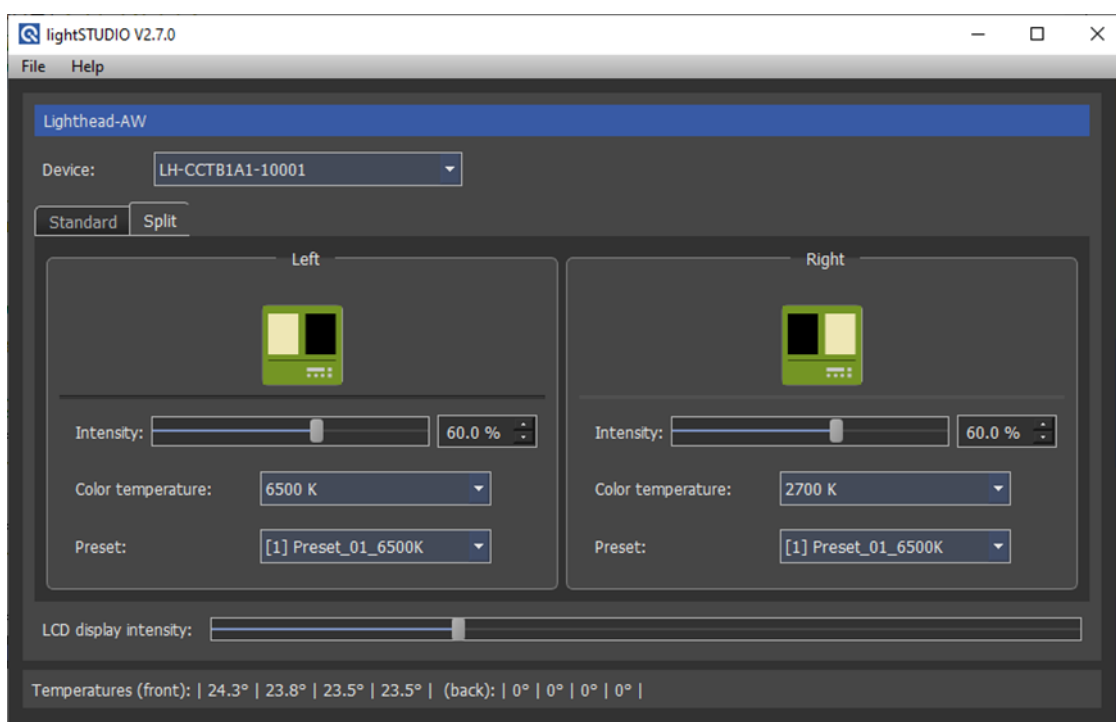 lightSTUDIO V2.7.0
File Help
Lighthead-AW
Device: LH-CCTB1A1-10001
Standard Split
Left Right
Intensity: 60.0 % Intensity: 60.0 %
Color temperature: 6500 K Color temperature: 2700 K
Preset: [1] Preset_01_6500K Preset: [1] Preset_01_6500K
LCD display intensity:
Temperatures (front): | 24.3° | 23.8° | 23.5° | 23.5° | (back): | 0° | 0° | 0° | 0° |